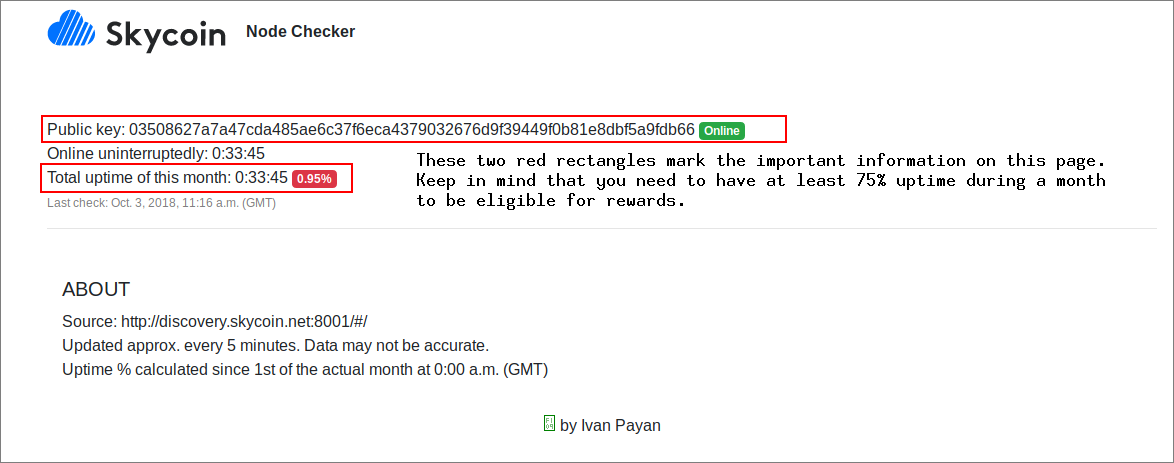 Skycoin Node Checker
Public key: 03508627a7a47cda485ae6c37f6eca4379032676d9f39449f0b81e8dbf5a9fdb66 Online
Online uninterruptedly: 0:33:45
Total uptime of this month: 0:33:45 0.95%
Last check: Oct. 3, 2018, 11:16 a.m. (GMT)
These two red rectangles mark the important information on this page.
Keep in mind that you need to have at least 75% uptime during a month
to be eligible for rewards.
ABOUT
Source: http://discovery.skycoin.net:8001/#/
Updated approx. every 5 minutes. Data may not be accurate.
Uptime % calculated since 1st of the actual month at 0:00 a.m. (GMT)
by Ivan Payan